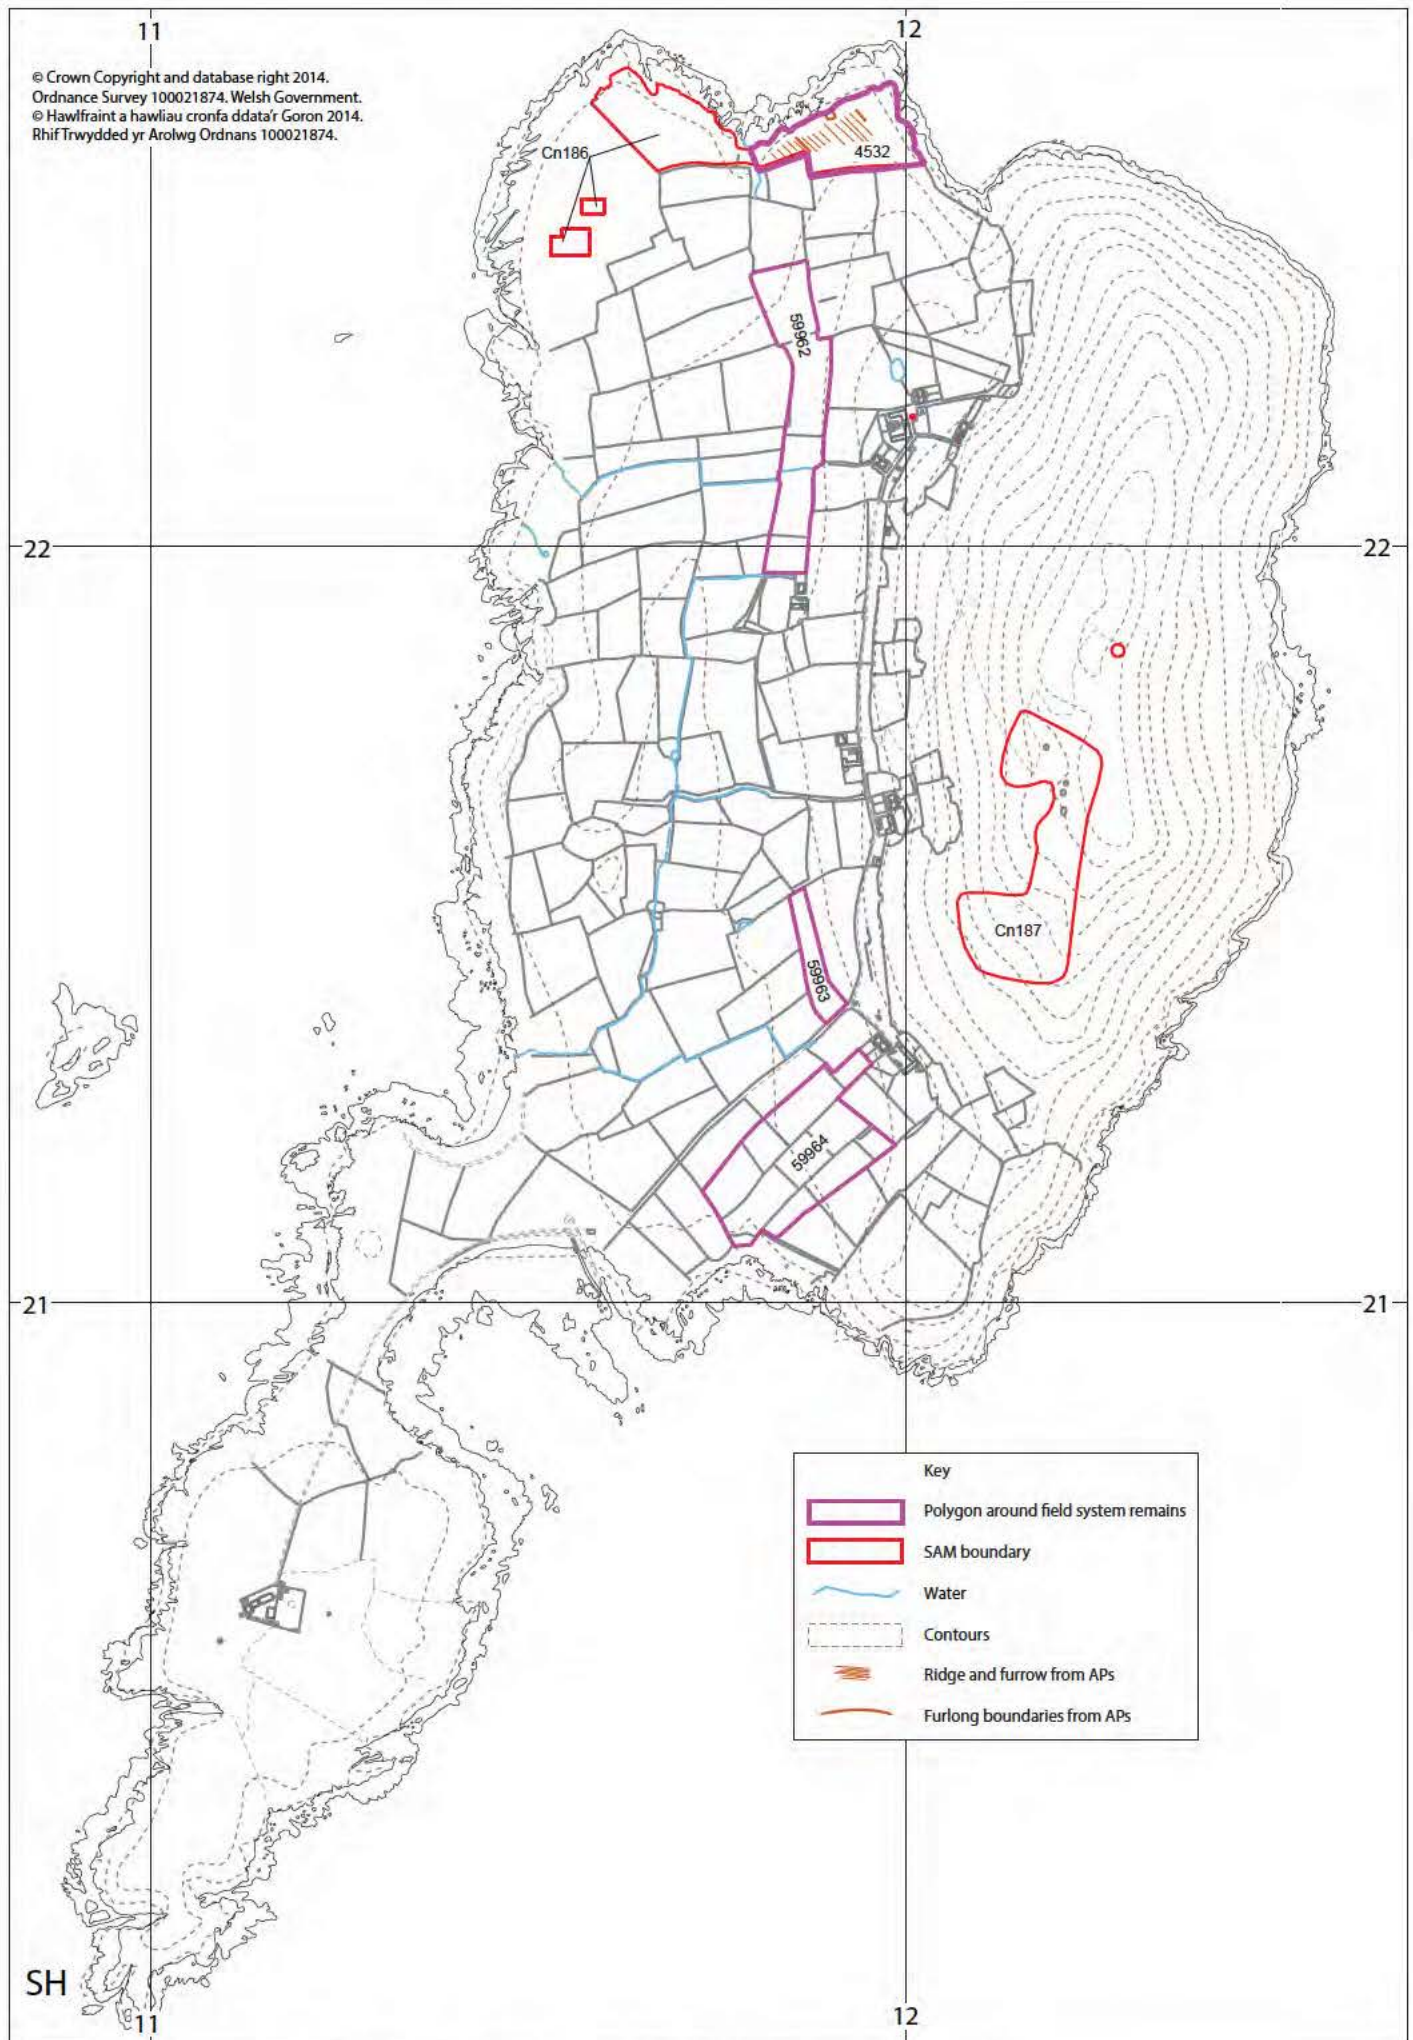 11
12
© Crown Copyright and database right 2014.
Ordnance Survey 100021874. Welsh Government.
© Hawlfraint a hawliau cronfa ddata'r Goron 2014.
Rhif Trwydded yr Arolwg Ordnans 100021874.
Cn186
4532
59962
22
22
Cn187
59963
59964
21
21
Key
Polygon around field system remains
SAM boundary
Water
Contours
Ridge and furrow from APs
Furlong boundaries from APs
SH
11
12